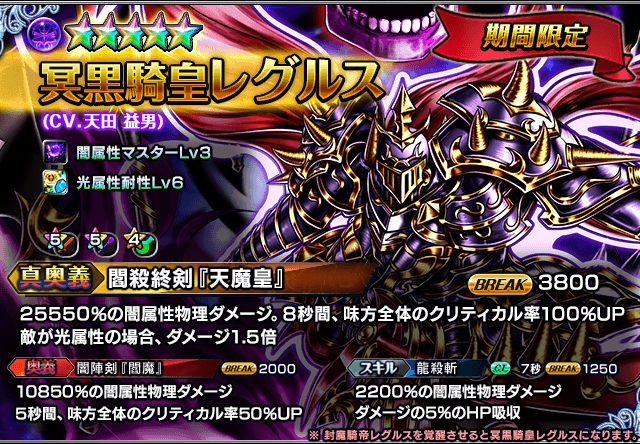 期間限定
冥黒騎皇レグルス
(CV.天田 益男)
闇属性マスターLv3
光属性耐性Lv6
5 5 4
真奥義 閻殺終剣『天魔皇』 BREAK 3800
25550%の闇属性物理ダメージ。8秒間、味方全体のクリティカル率100%UP
敵が光属性の場合、ダメージ1.5倍
奥義 閻陣剣『閻魔』 BREAK 2000
10850%の闇属性物理ダメージ
5秒間、味方全体のクリティカル率50%UP
スキル 龍殺斬 CT 7秒 BREAK 1250
2200%の闇属性物理ダメージ
ダメージの5%のHP吸収
※ 封魔騎帝レグルスを覚醒させると冥黒騎皇レグルスになります。